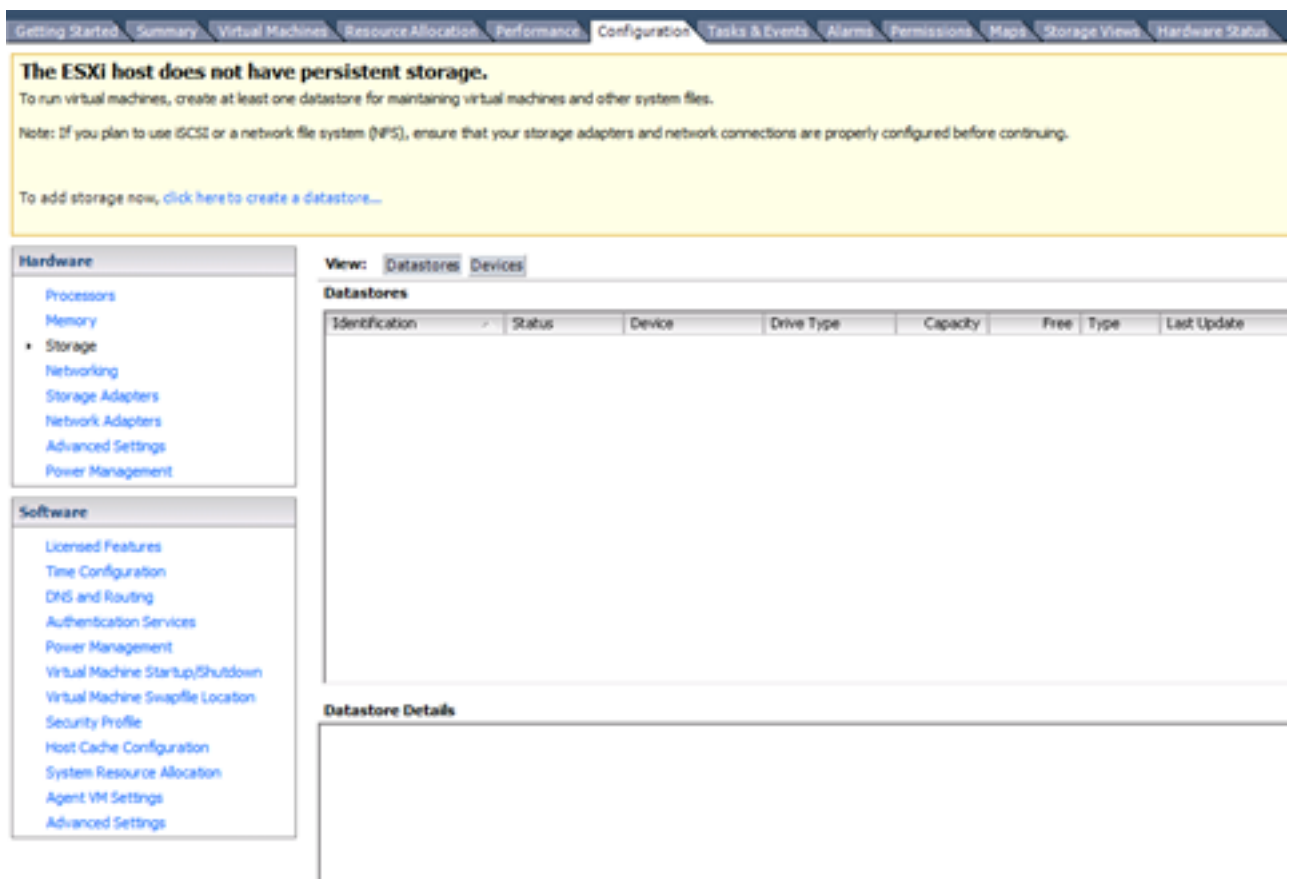 Getting Started Summary Virtual Machines Resource Allocation Performance Configuration Tasks & Events Alarms Permissions Maps Storage Views Hardware Status
The ESXi host does not have persistent storage.
To run virtual machines, create at least one datastore for maintaining virtual machines and other system files.
Note: If you plan to use iSCSI or a network file system (NFS), ensure that your storage adapters and network connections are properly configured before continuing.
To add storage now, click here to create a datastore...
Hardware
Processors
Memory
Storage
Networking
Storage Adapters
Network Adapters
Advanced Settings
Power Management
Software
Licensed Features
Time Configuration
DNS and Routing
Authentication Services
Power Management
Virtual Machine Startup/Shutdown
Virtual Machine Swapfile Location
Security Profile
Host Cache Configuration
System Resource Allocation
Agent VM Settings
Advanced Settings
View: Datastores Devices
Datastores
Identification Status Device Drive Type Capacity Free Type Last Update
Datastore Details